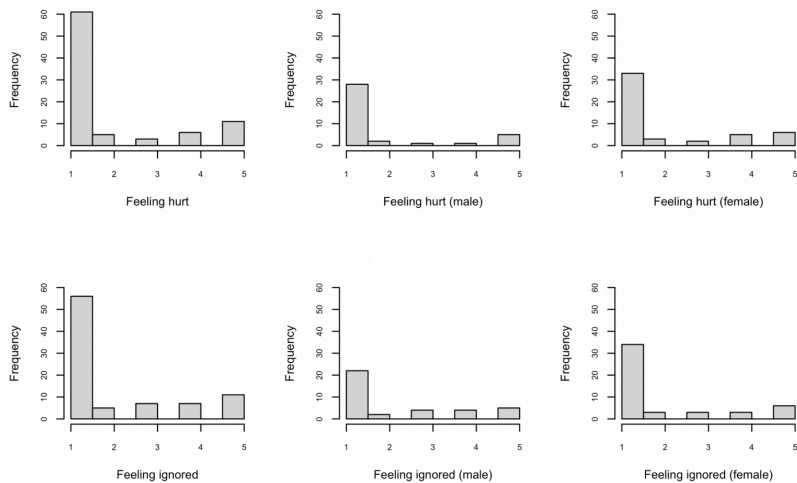 Frequency
0 10 20 30 40 50 60
1 2 3 4 5
Feeling hurt
Frequency
0 10 20 30 40 50 60
1 2 3 4 5
Feeling hurt (male)
Frequency
0 10 20 30 40 50 60
1 2 3 4 5
Feeling hurt (female)
Frequency
0 10 20 30 40 50 60
1 2 3 4 5
Feeling ignored
Frequency
0 10 20 30 40 50 60
1 2 3 4 5
Feeling ignored (male)
Frequency
0 10 20 30 40 50 60
1 2 3 4 5
Feeling ignored (female)